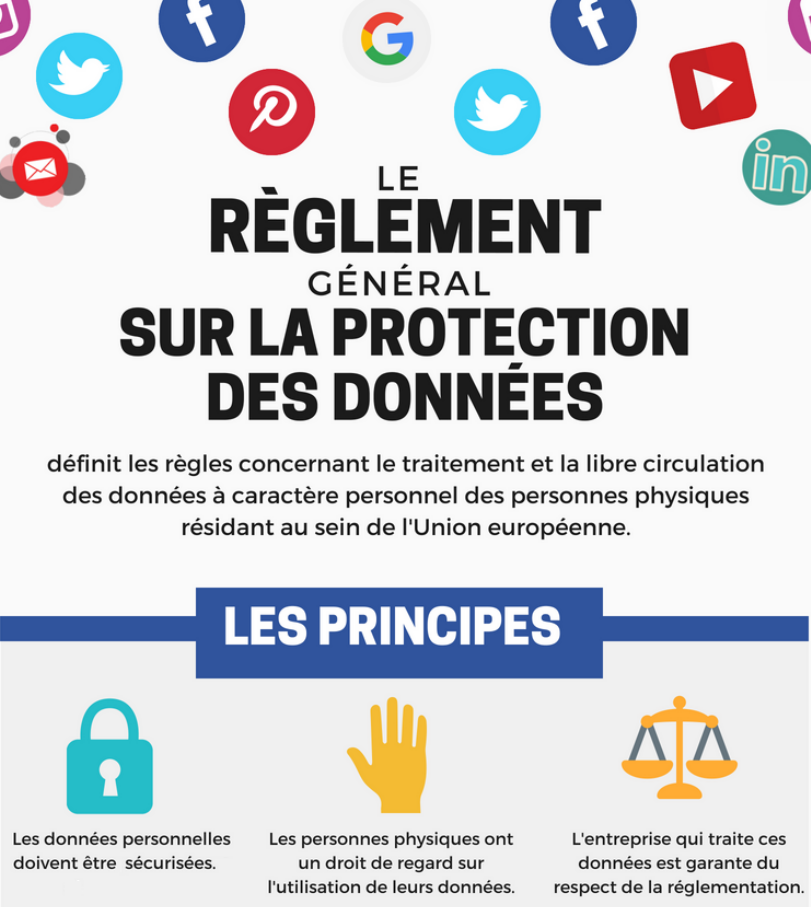 LE
RÈGLEMENT
GÉNÉRAL
SUR LA PROTECTION
DES DONNÉES
définit les règles concernant le traitement et la libre circulation
des données à caractère personnel des personnes physiques
résidant au sein de l'Union européenne.
LES PRINCIPES
Les données personnelles
doivent être sécurisées.
Les personnes physiques ont
un droit de regard sur
l'utilisation de leurs données.
L'entreprise qui traite ces
données est garante du
respect de la réglementation.